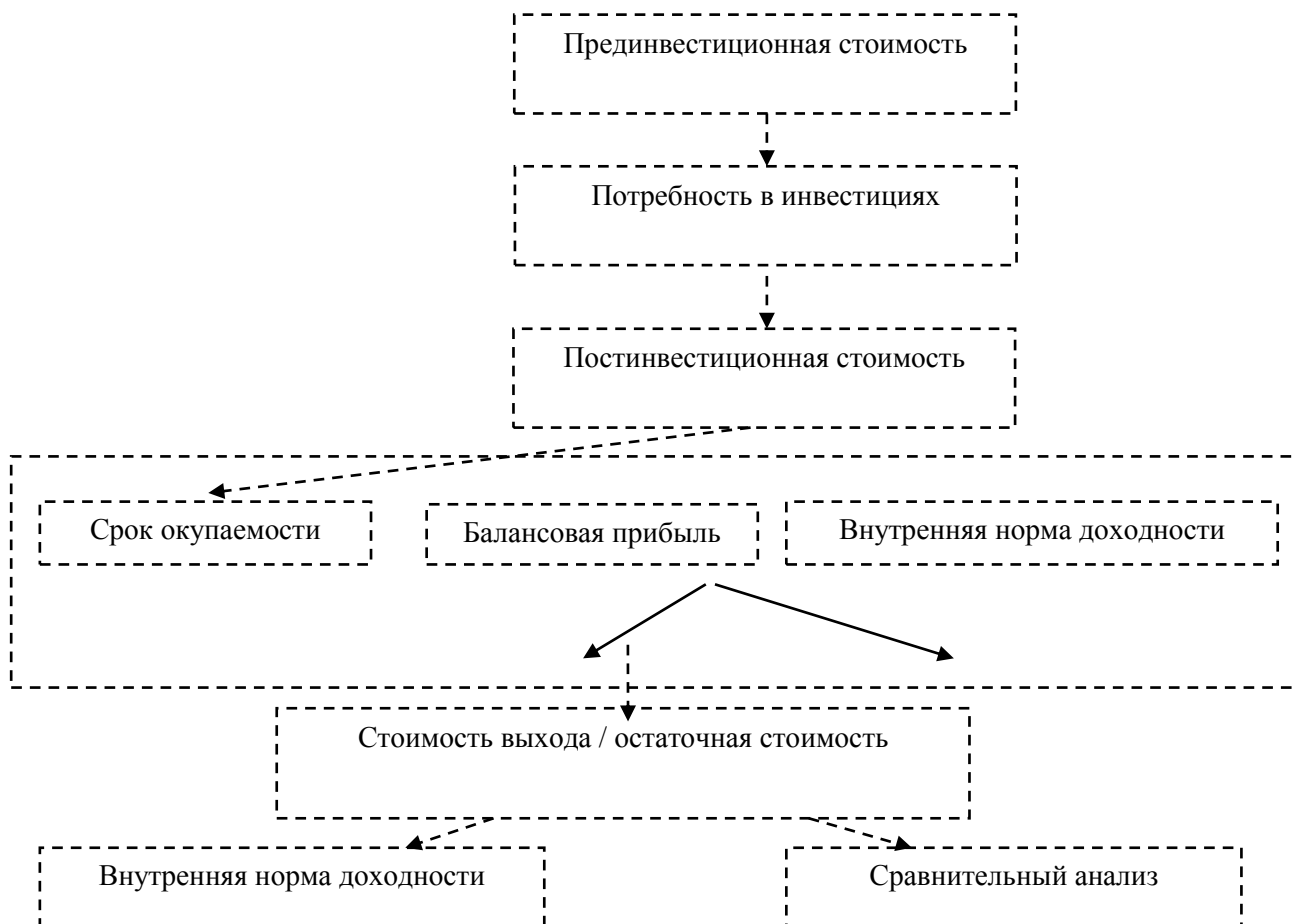 Прединвестиционная стоимость
Потребность в инвестициях
Постинвестиционная стоимость
Срок окупаемости
Балансовая прибыль
Внутренняя норма доходности
Стоимость выхода / остаточная стоимость
Внутренняя норма доходности
Сравнительный анализ